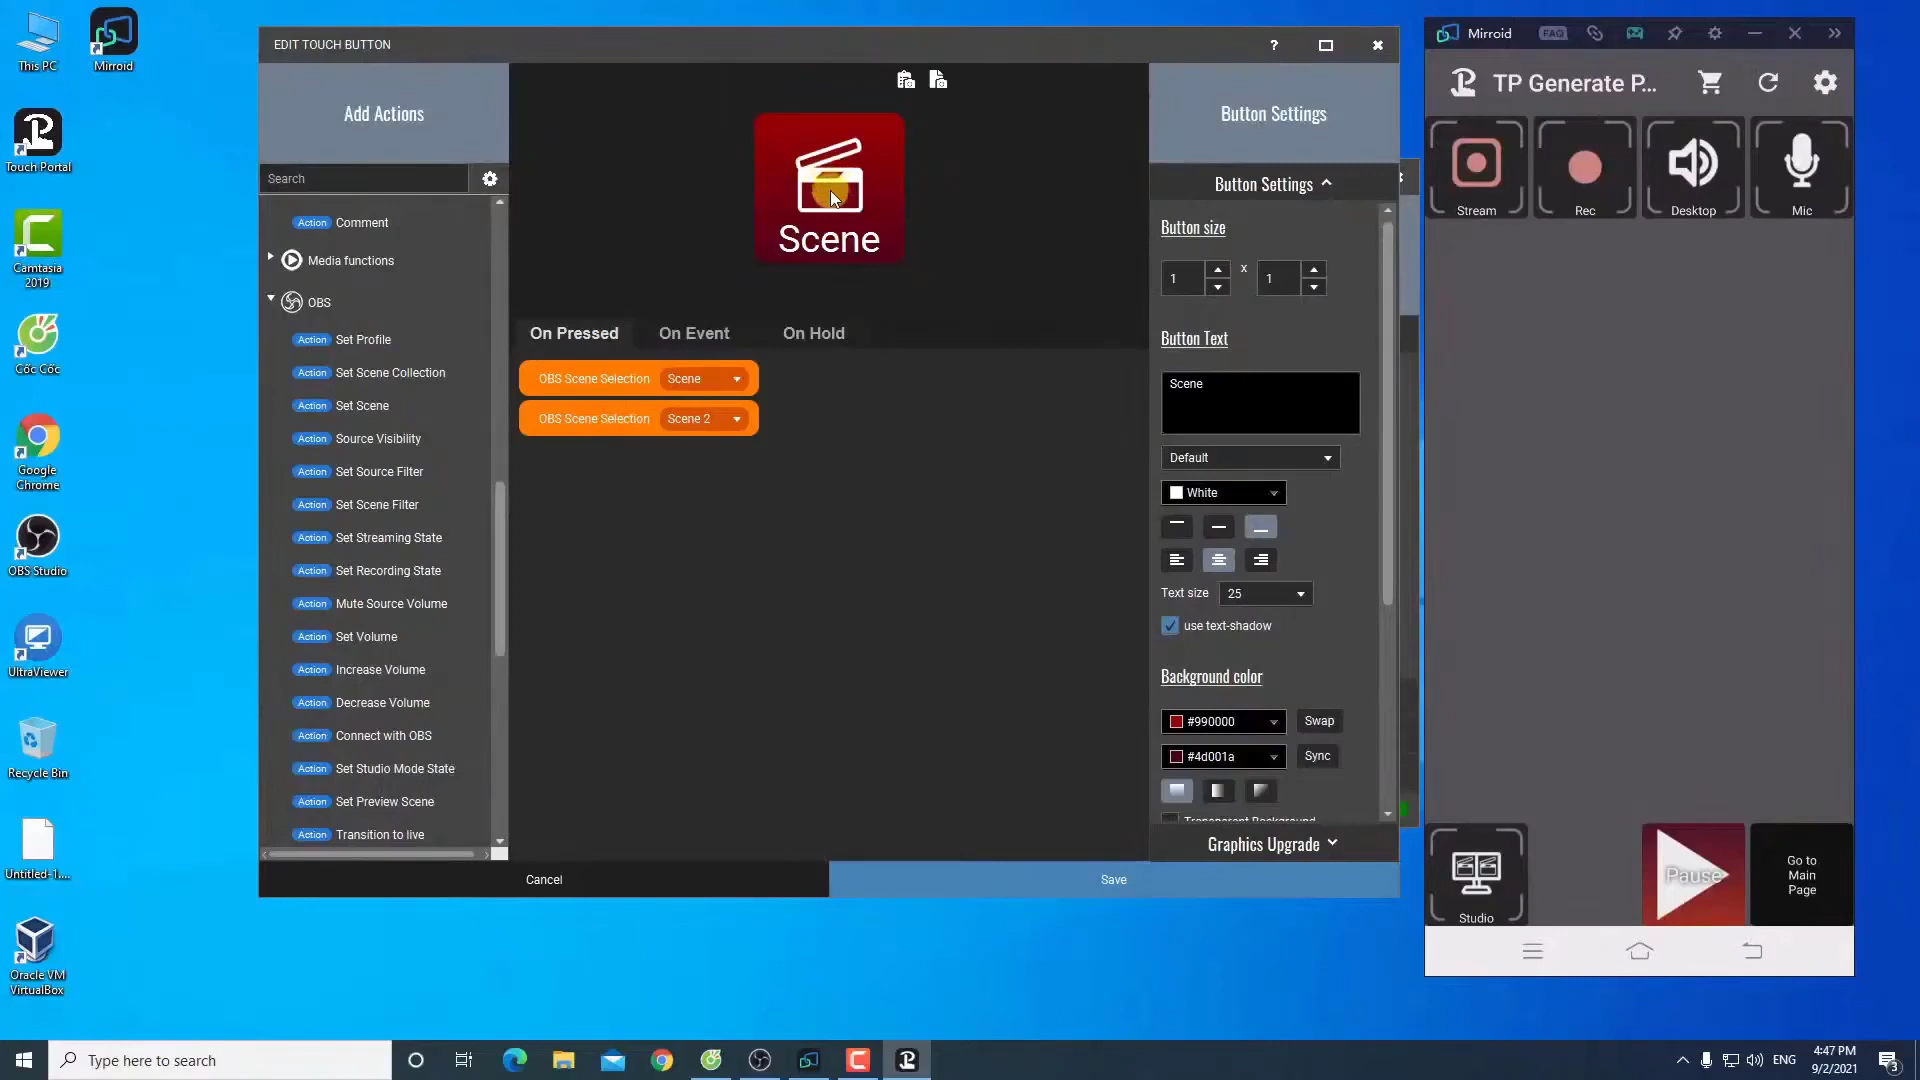 This PC
Mirroid
Touch Portal
Camtasia
2019
Cốc Cốc
Google
Chrome
OBS Studio
UltraViewer
Recycle Bin
Untitled-1....
Oracle VM
VirtualBox
EDIT TOUCH BUTTON
?
Add Actions
Search
Action Comment
Media functions
OBS
Action Set Profile
Action Set Scene Collection
Action Set Scene
Action Source Visibility
Action Set Source Filter
Action Set Scene Filter
Action Set Streaming State
Action Set Recording State
Action Mute Source Volume
Action Set Volume
Action Increase Volume
Action Decrease Volume
Action Connect with OBS
Action Set Studio Mode State
Action Set Preview Scene
Action Transition to live
Scene
On Pressed
On Event
On Hold
OBS Scene Selection Scene
OBS Scene Selection Scene 2
Cancel
Save
Button Settings
Button Settings
Button size
1 x 1
Button Text
Scene
Default
White
Text size 25
use text-shadow
Background color
#990000 Swap
#4d001a Sync
Transparent Background
Graphics Upgrade
Mirroid
FAQ
TP Generate P...
Stream
Rec
Desktop
Mic
Studio
Pause
Go to
Main
Page
Type here to search
ENG
4:47 PM
9/2/2021
3